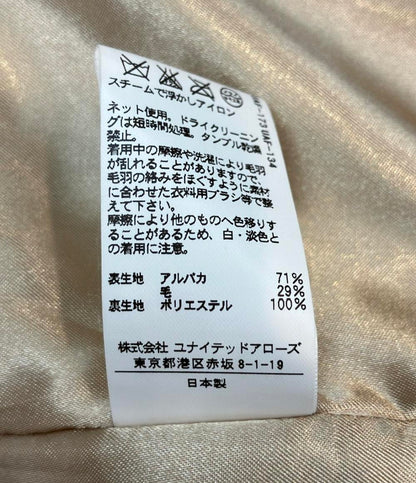 スチームで浮かしアイロン
ネット使用。ドライクリーニン
グは短時間処理。タンブル乾燥
禁止。
着用中の摩擦や洗濯により毛羽
が乱れることがありますので、
毛羽の絡みをほぐすように素材
に合わせた衣料用ブラシ等で整
えて下さい。
摩擦により他のものへ色移りす
ることがあるため、白・淡色と
の着用に注意。
表生地 アルパカ 71%
毛 29%
裏生地 ポリエステル 100%
株式会社 ユナイテッドアローズ
東京都港区赤坂 8-1-19
日本製